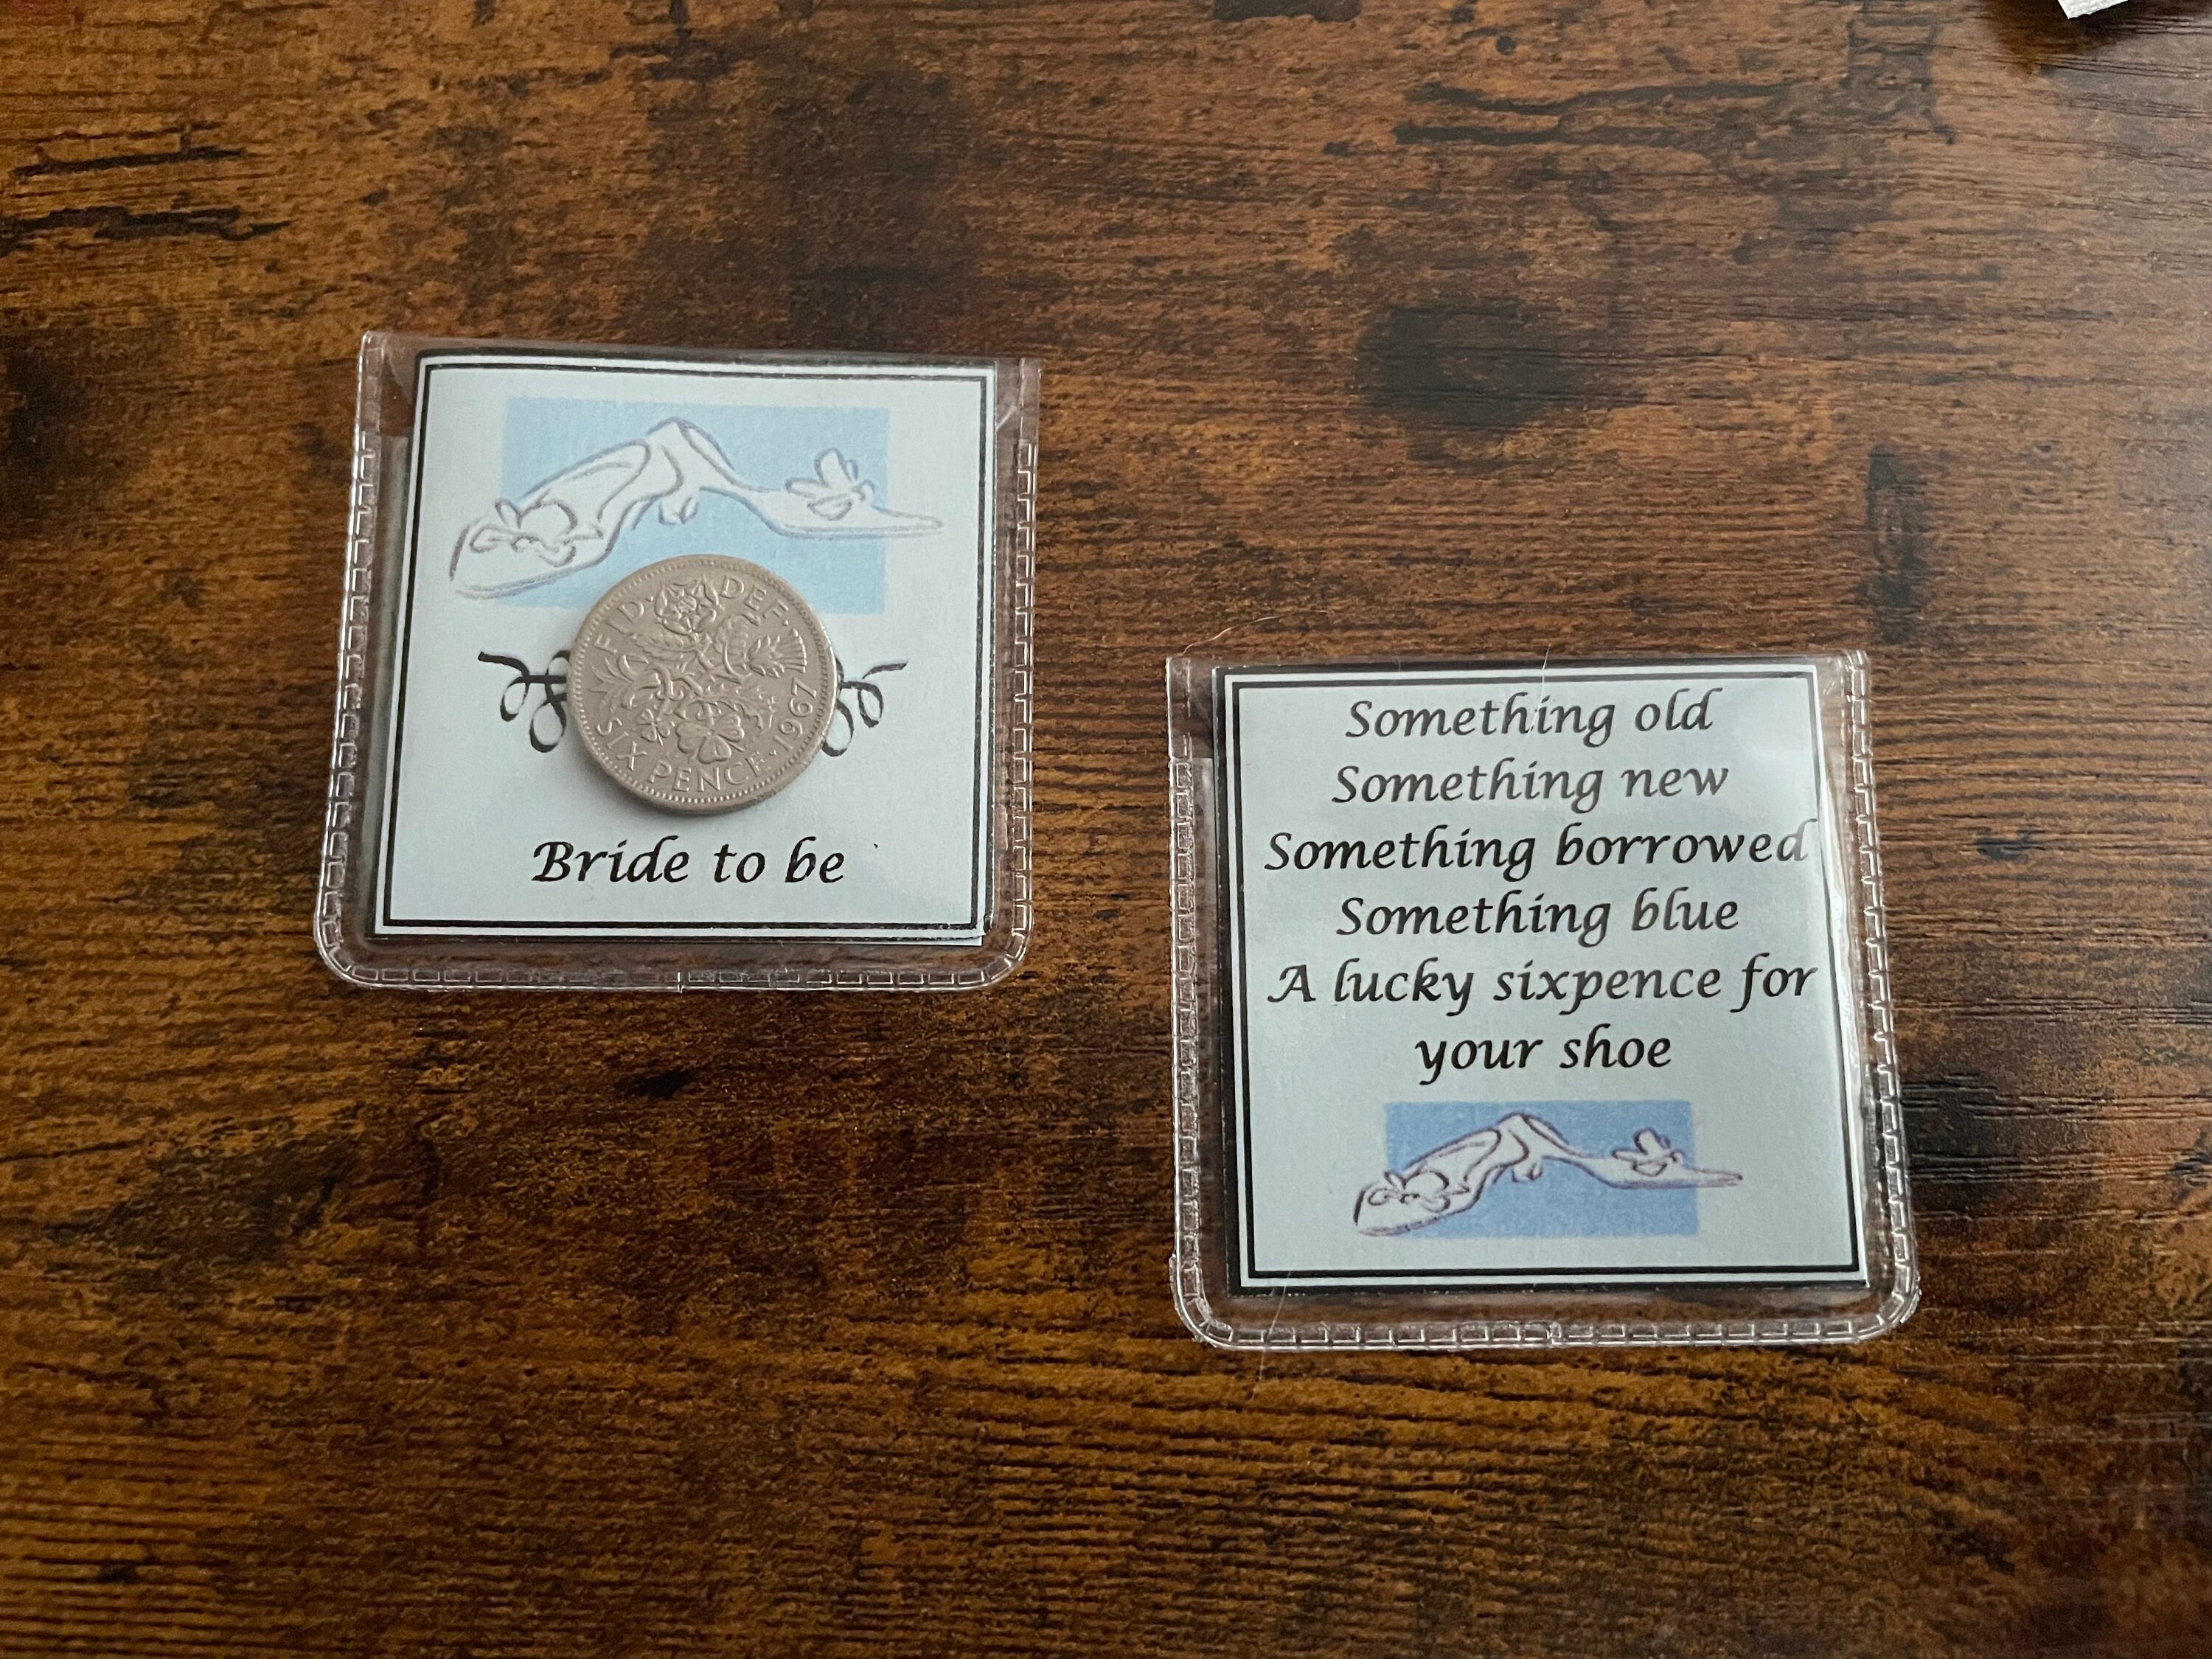 FID · DEF ·
SIX PENCE · 1967
Bride to be
Something old
Something new
Something borrowed
Something blue
A lucky sixpence for
your shoe